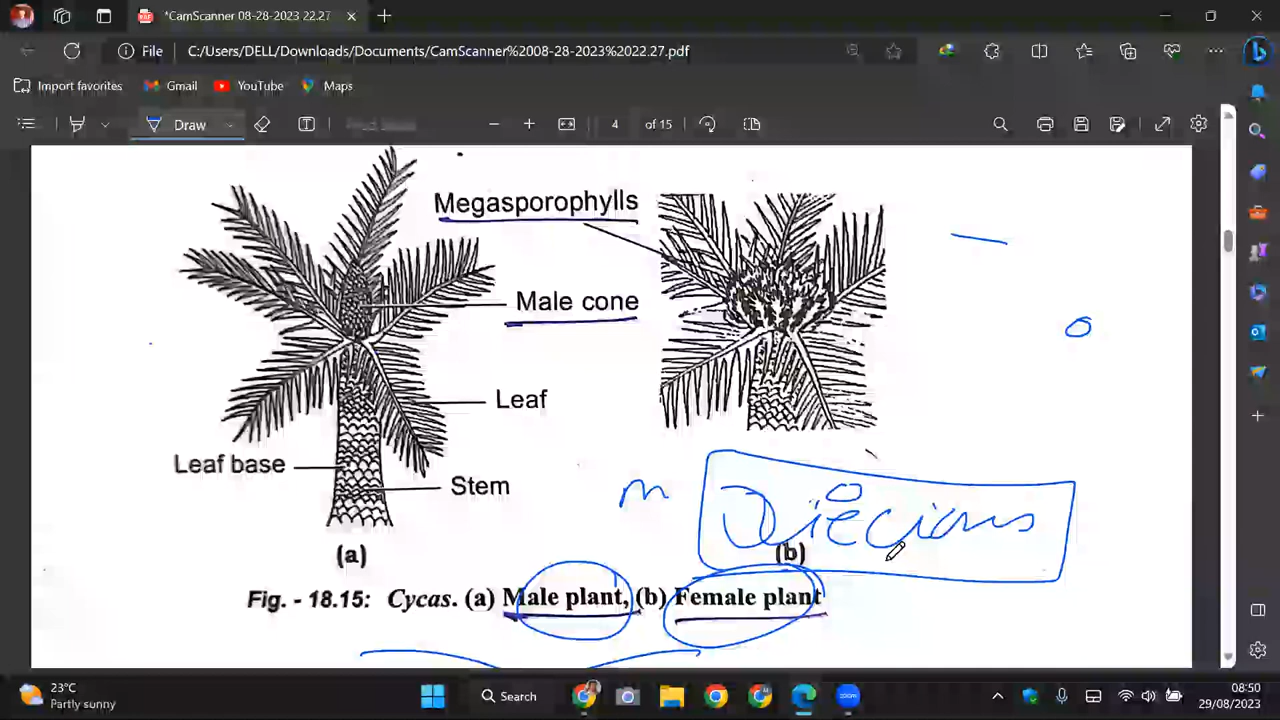 *CamScanner 08-28-2023 22.27
File
C:/Users/DELL/Downloads/Documents/CamScanner%2008-28-2023%2022.27.pdf
Import favorites
Gmail
YouTube
Maps
Draw
4
of 15
Megasporophylls
Male cone
Leaf
Leaf base
Stem
m
(a)
(b)
Fig. - 18.15: Cycas. (a) Male plant, (b) Female plant
23°C
Partly sunny
Search
zoom
08:50
29/08/2023